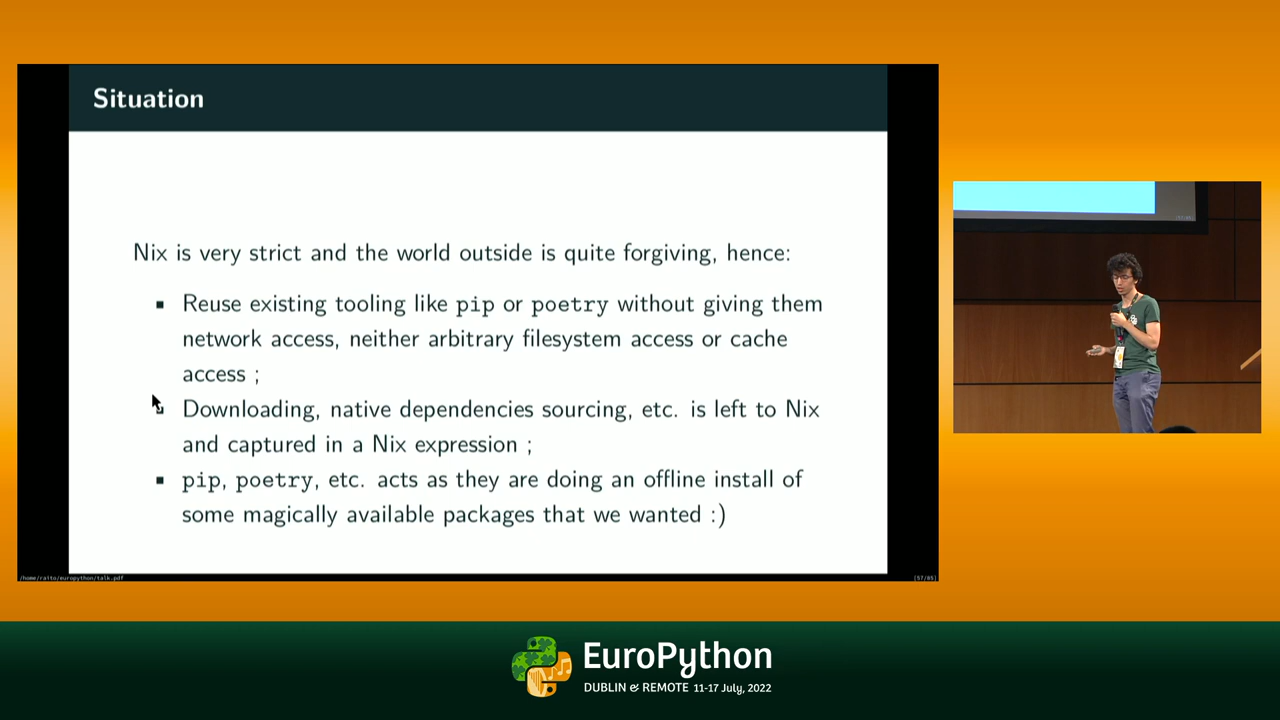 Situation
Nix is very strict and the world outside is quite forgiving, hence:
Reuse existing tooling like pip or poetry without giving them
network access, neither arbitrary filesystem access or cache
access ;
Downloading, native dependencies sourcing, etc. is left to Nix
and captured in a Nix expression ;
pip, poetry, etc. acts as they are doing an offline install of
some magically available packages that we wanted :)
/home/raito/europython/talk.pdf
[57/85]
EuroPython
DUBLIN & REMOTE 11-17 July, 2022